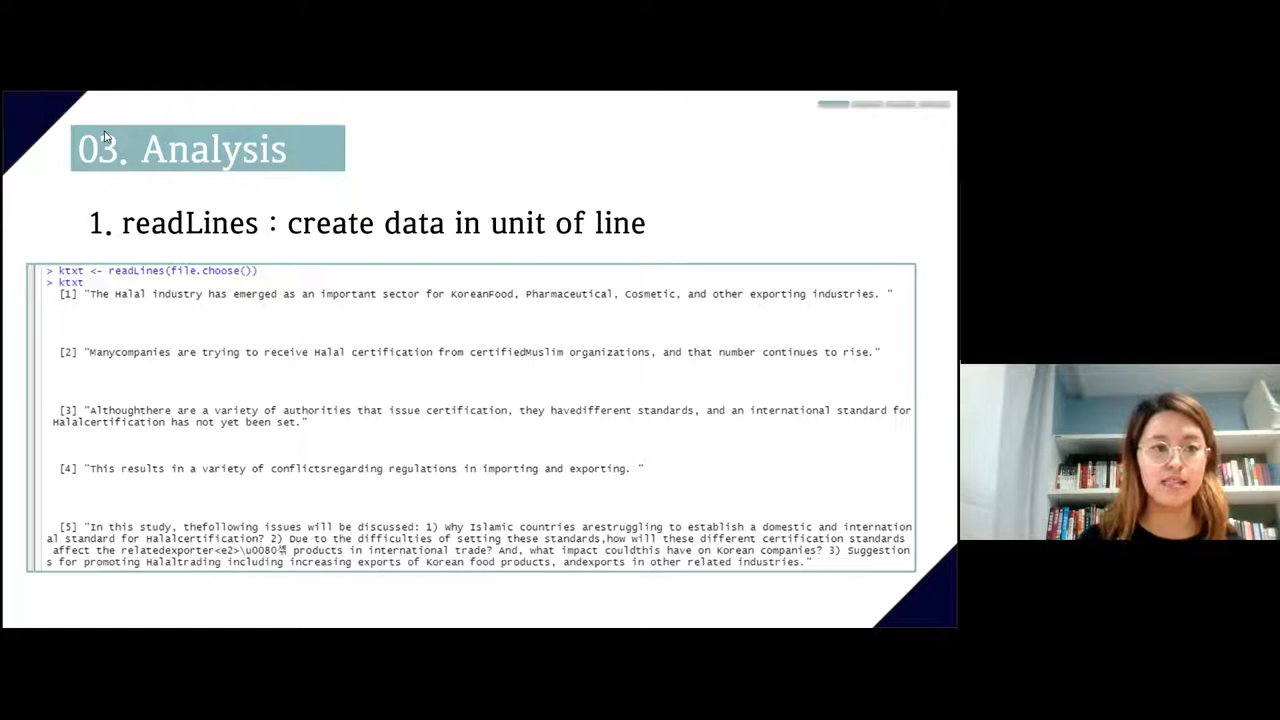 03. Analysis
1. readLines : create data in unit of line
> ktxt <- readLines(file.choose())
> ktxt
[1] "The Halal industry has emerged as an important sector for KoreanFood, Pharmaceutical, Cosmetic, and other exporting industries. "
[2] "Manycompanies are trying to receive Halal certification from certifiedMuslim organizations, and that number continues to rise."
[3] "Althoughthere are a variety of authorities that issue certification, they havedifferent standards, and an international standard for
Halalcertification has not yet been set."
[4] "This results in a variety of conflictsregarding regulations in importing and exporting. "
[5] "In this study, thefollowing issues will be discussed: 1) Why Islamic countries arestruggling to establish a domestic and internation
al standard for Halalcertification? 2) Due to the difficulties of setting these standards,how will these different certification standards
affect the relatedexporter<e2>\u0080 products in international trade? And, what impact couldthis have on Korean companies? 3) Suggestion
s for promoting Halaltrading including increasing exports of Korean food products, andexports in other related industries."